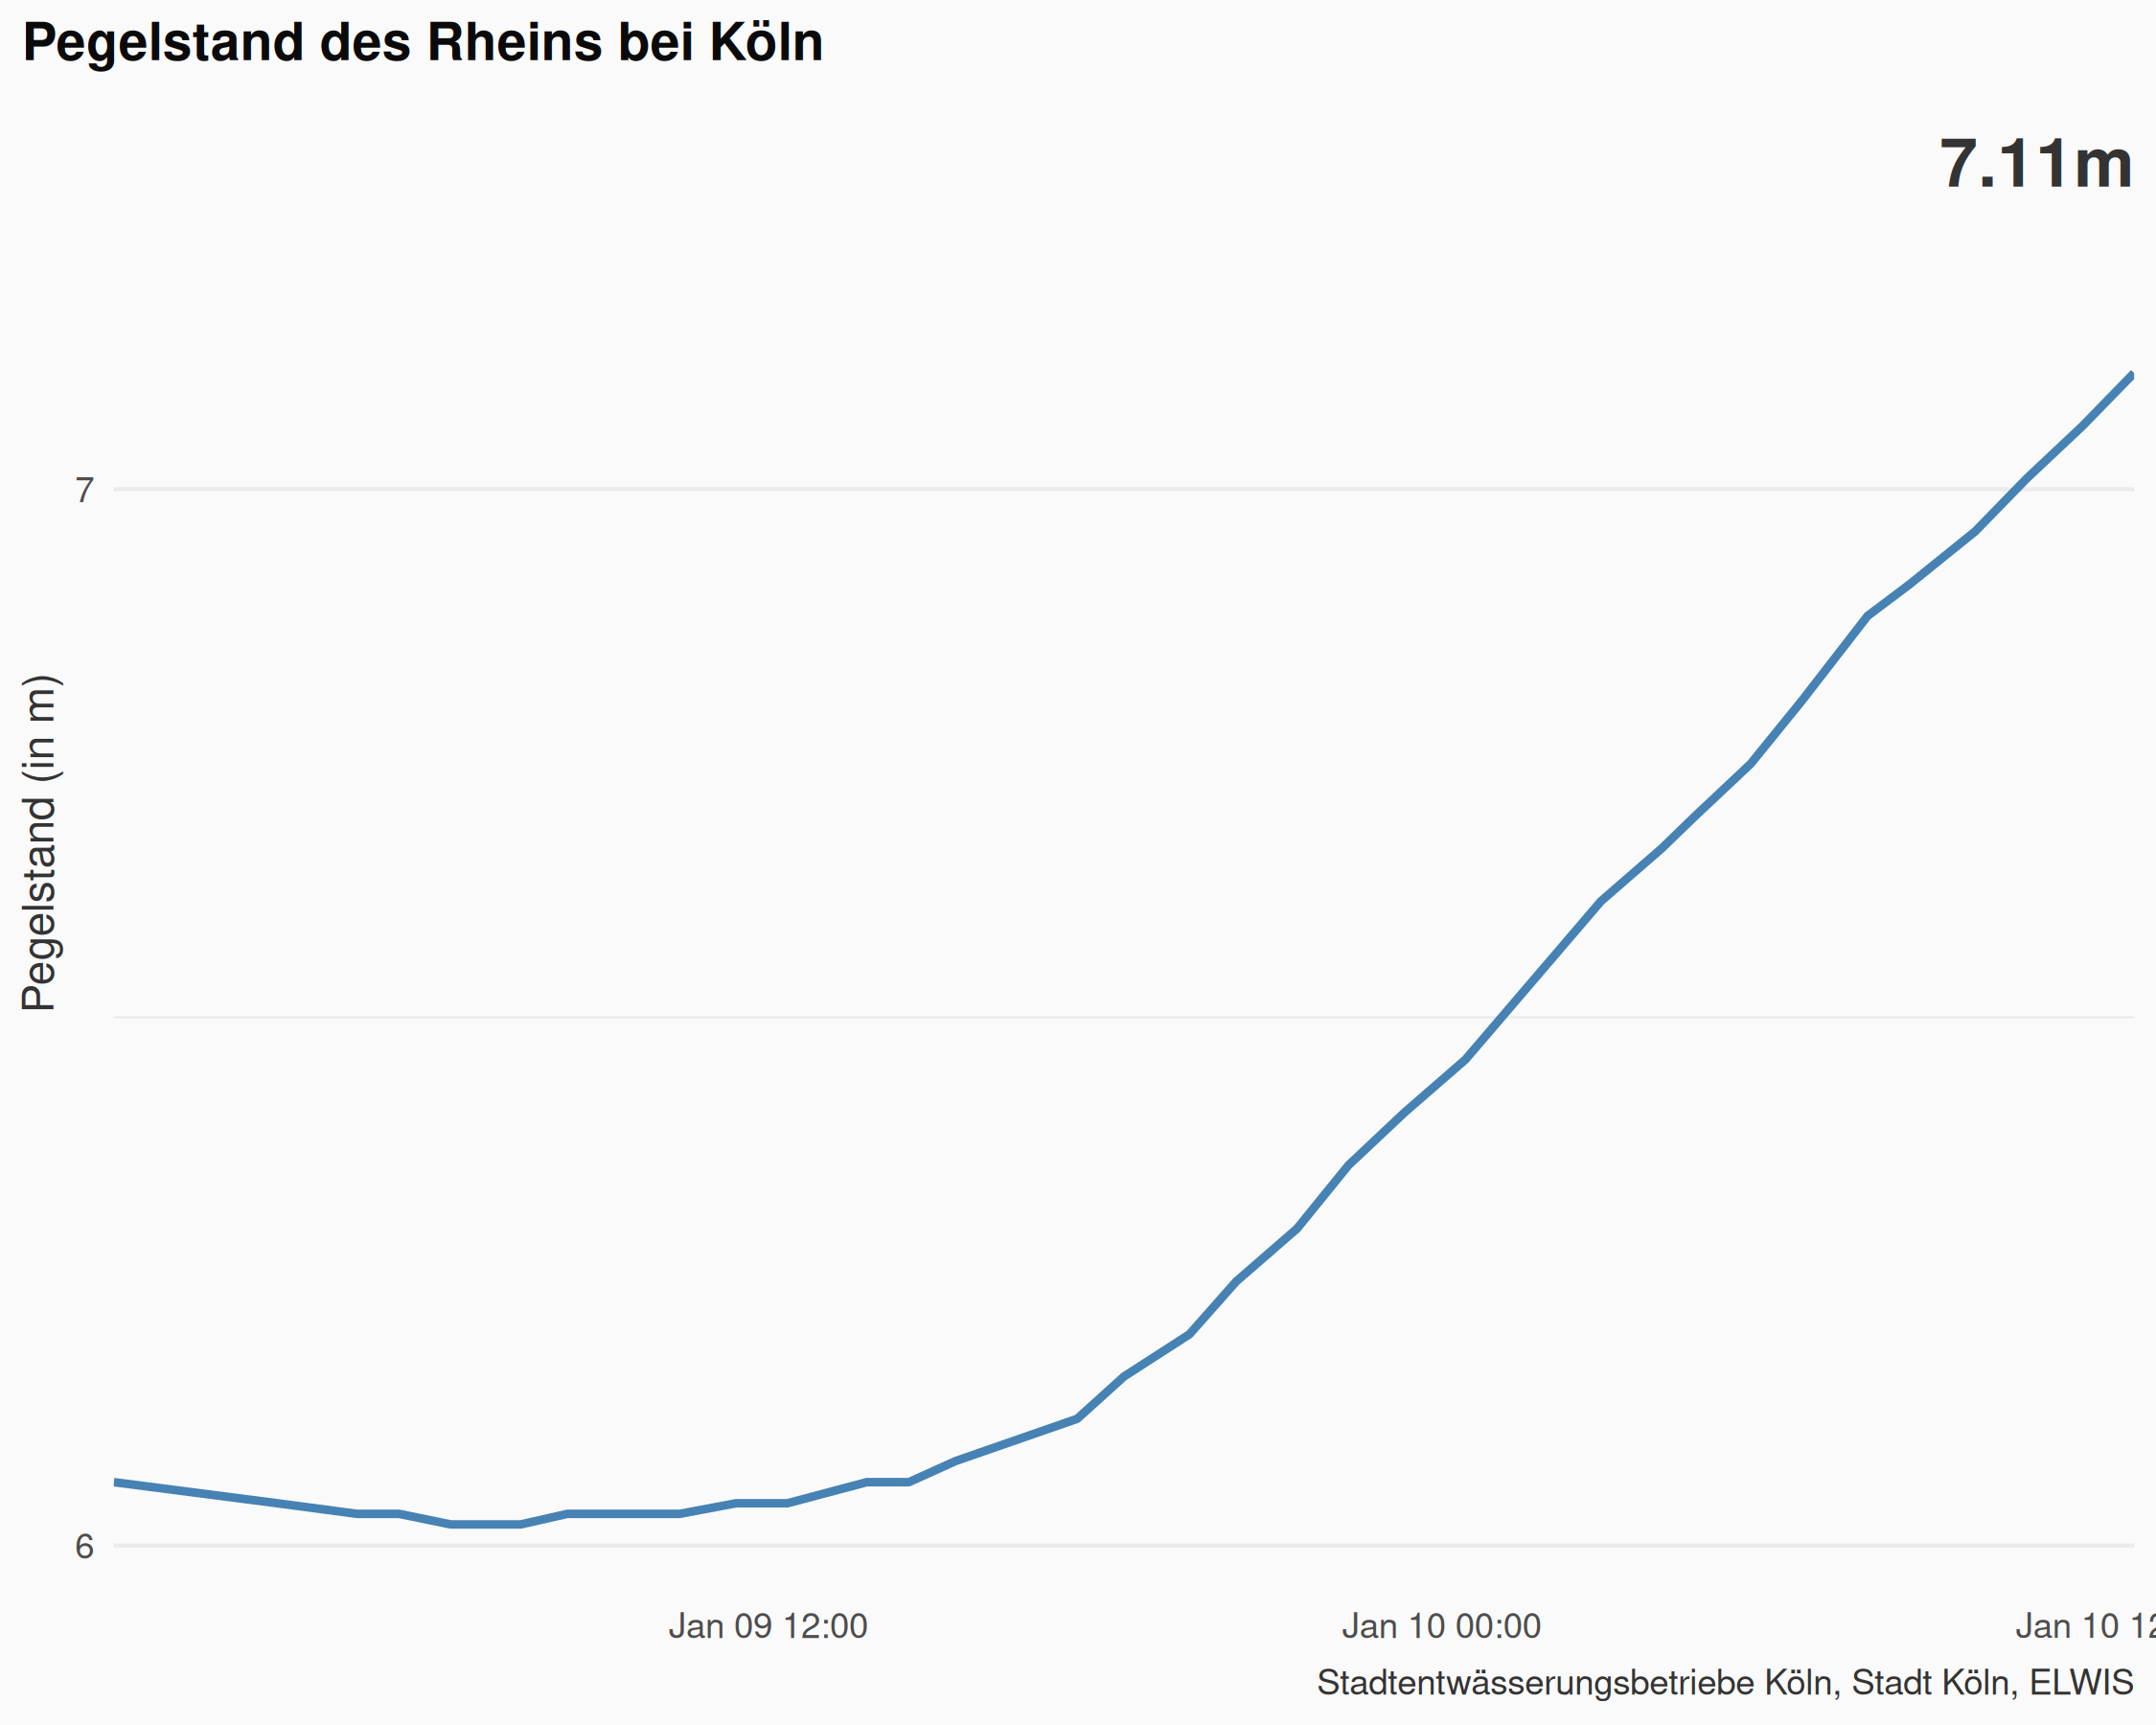 Pegelstand des Rheins bei Köln
7.11m
Pegelstand (in m)
7
6
Jan 09 12:00
Jan 10 00:00
Jan 10 12
Stadtentwässerungsbetriebe Köln, Stadt Köln, ELWIS